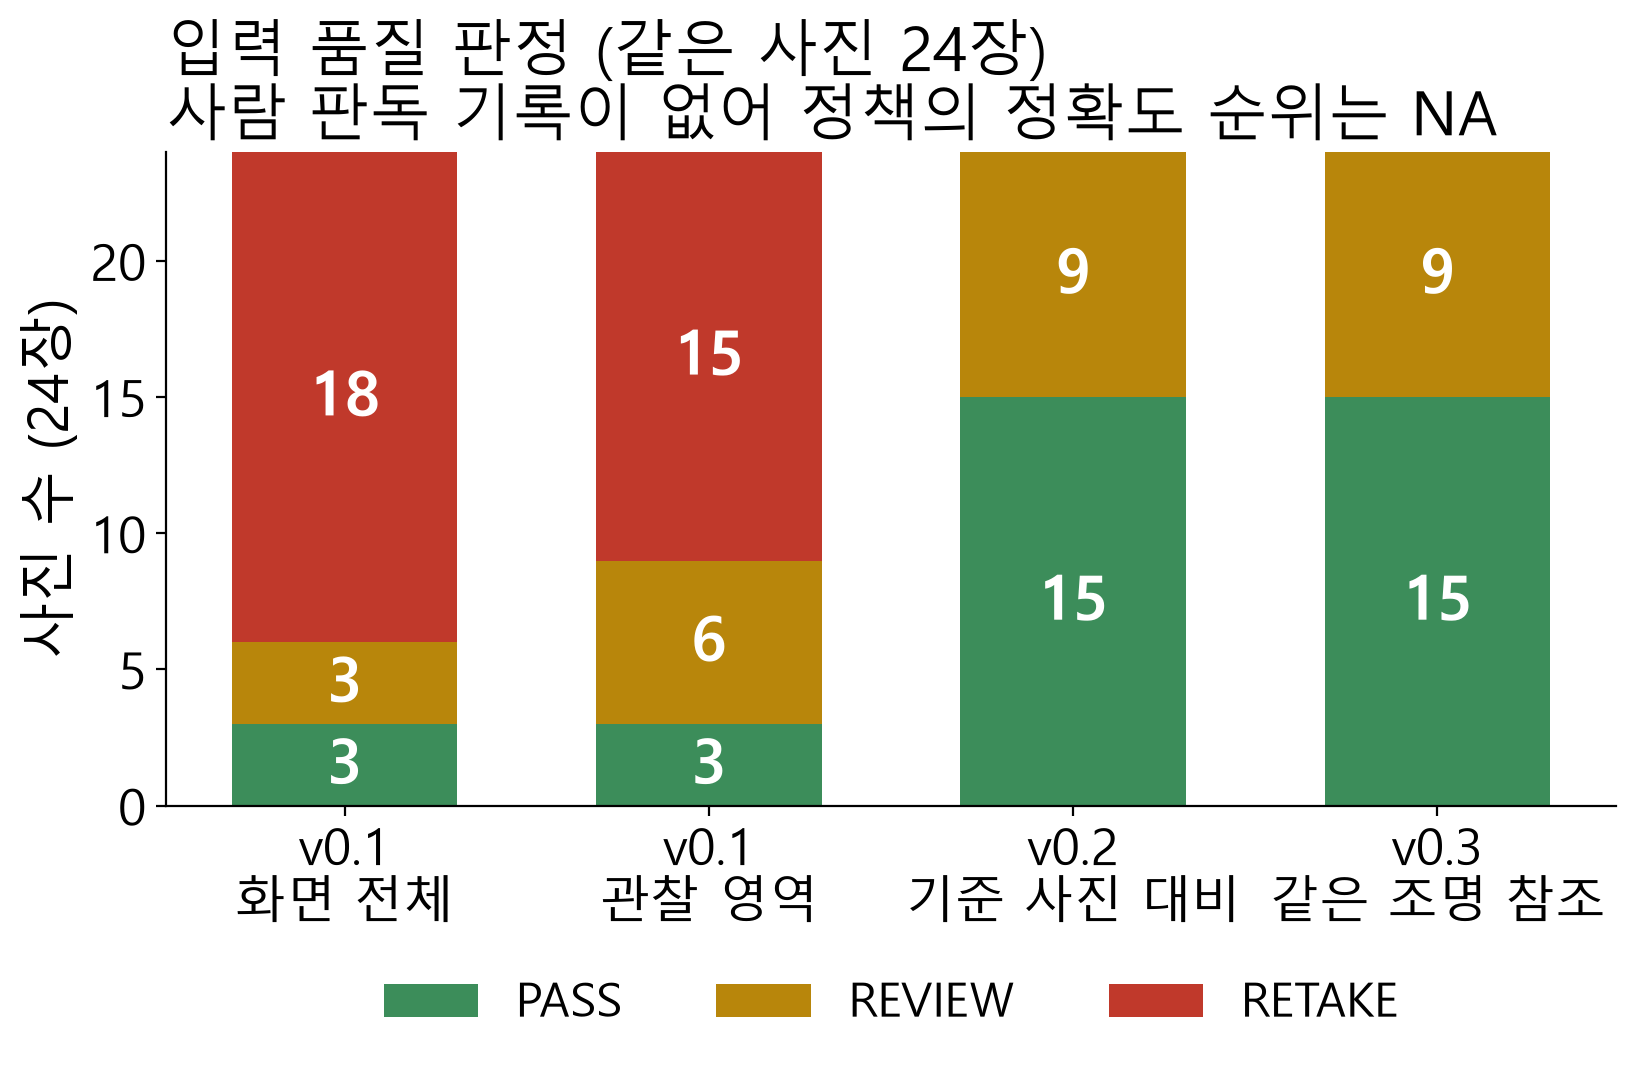 입력 품질 판정 (같은 사진 24장)
사람 판독 기록이 없어 정책의 정확도 순위는 NA
사진 수 (24장)
20
15
10
5
0
18
3
3
15
6
3
9
15
9
15
v0.1
화면 전체
v0.1
관찰 영역
v0.2
기준 사진 대비
v0.3
같은 조명 참조
PASS
REVIEW
RETAKE